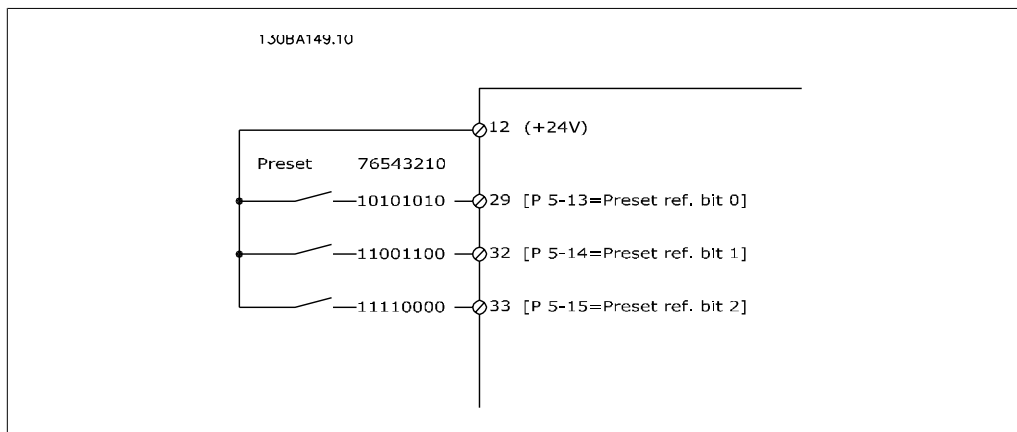 130BA149.10
12 (+24V)
Preset 76543210
10101010 29 [P 5-13=Preset ref. bit 0]
11001100 32 [P 5-14=Preset ref. bit 1]
11110000 33 [P 5-15=Preset ref. bit 2]